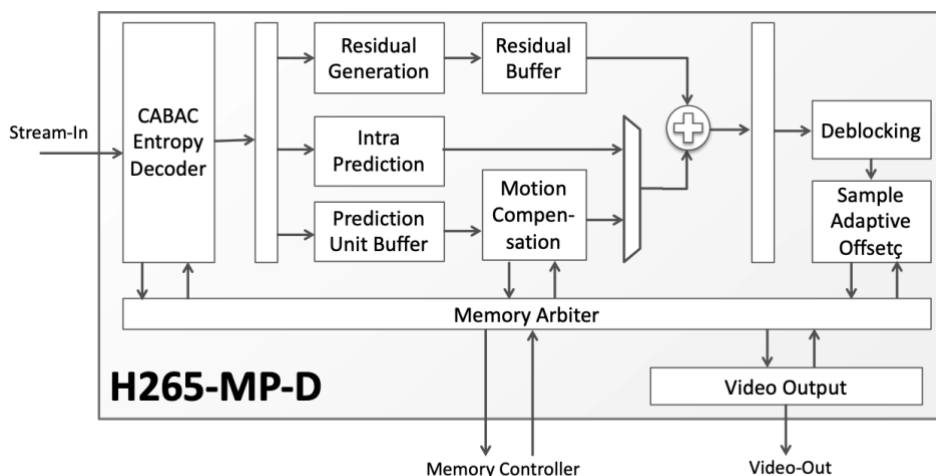 Residual
Generation
Residual
Buffer
CABAC
Entropy
Decoder
Stream-In
Intra
Prediction
Deblocking
Prediction
Unit Buffer
Motion
Compen-
sation
Sample
Adaptive
Offsetç
Memory Arbiter
H265-MP-D
Video Output
Memory Controller
Video-Out